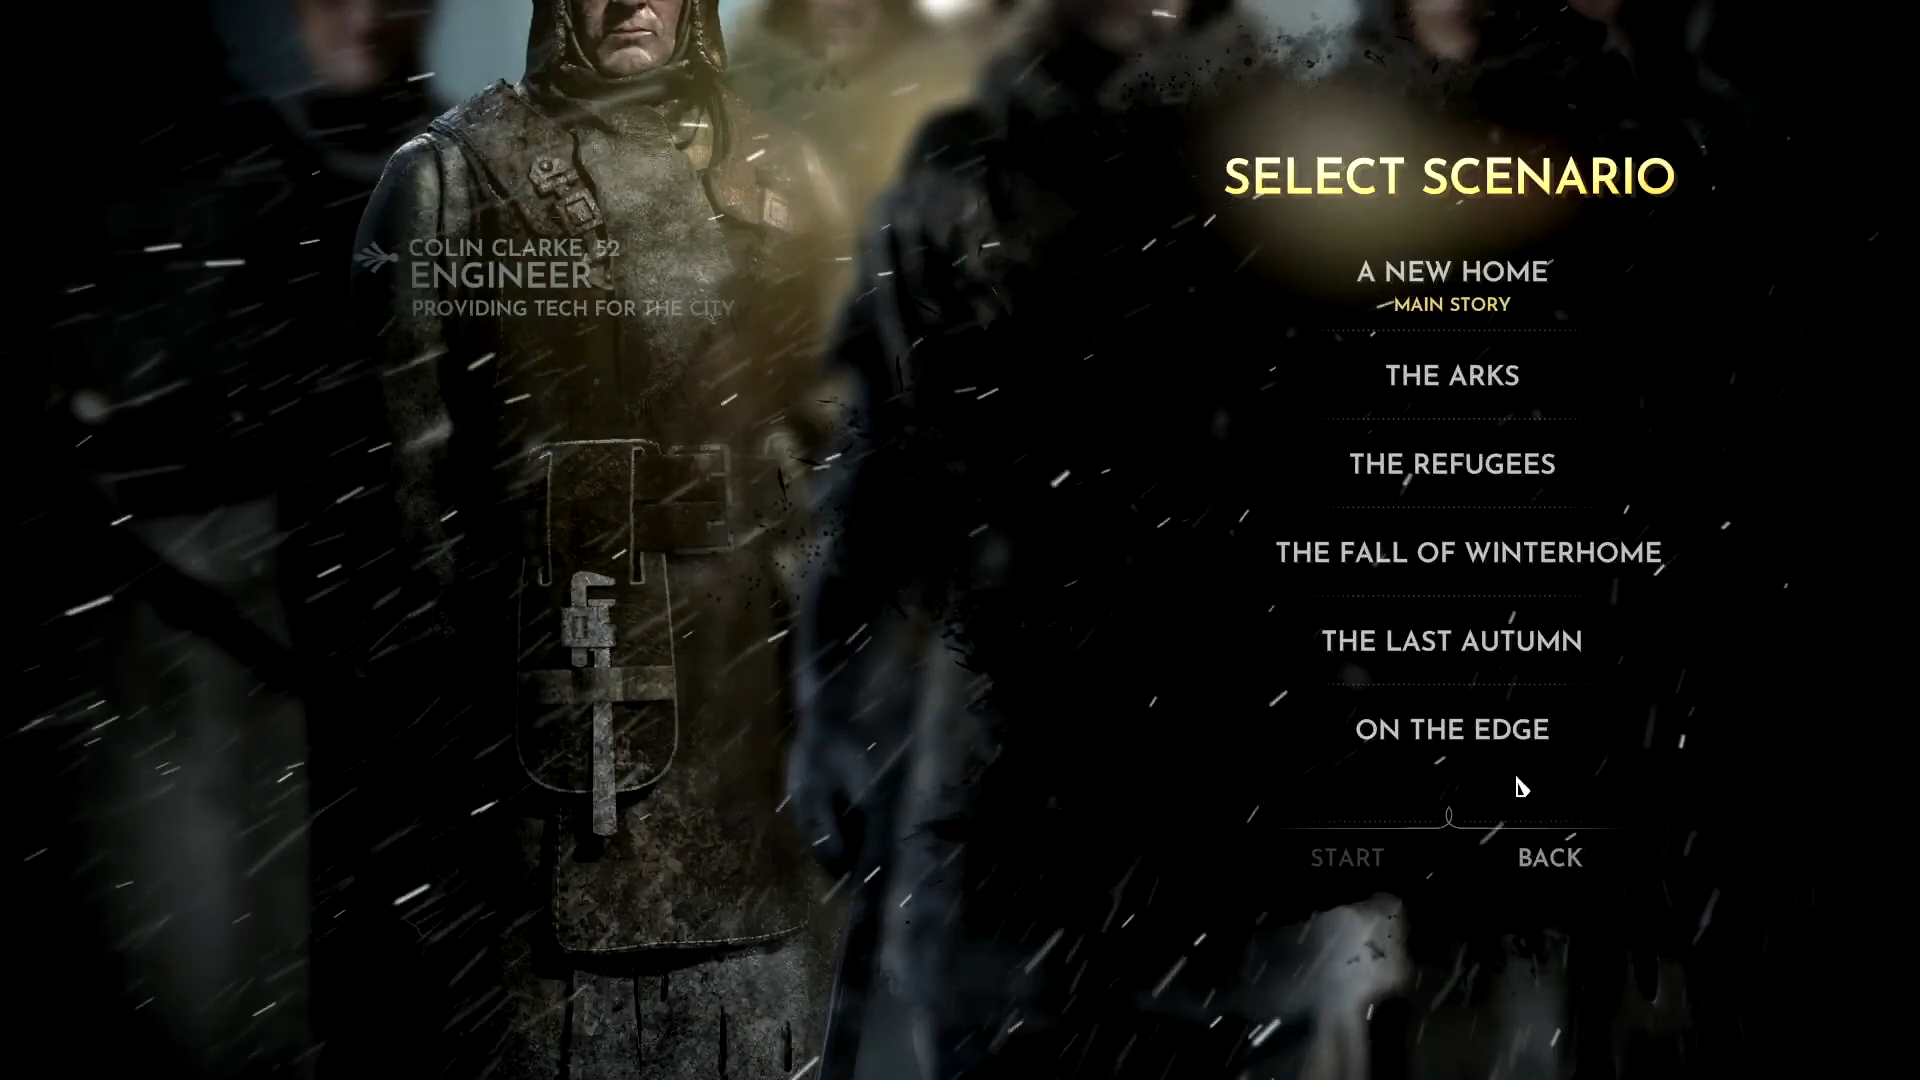 COLIN CLARKE, 52
ENGINEER
PROVIDING TECH FOR THE CITY
SELECT SCENARIO
A NEW HOME
MAIN STORY
THE ARKS
THE REFUGEES
THE FALL OF WINTERHOME
THE LAST AUTUMN
ON THE EDGE
START
BACK